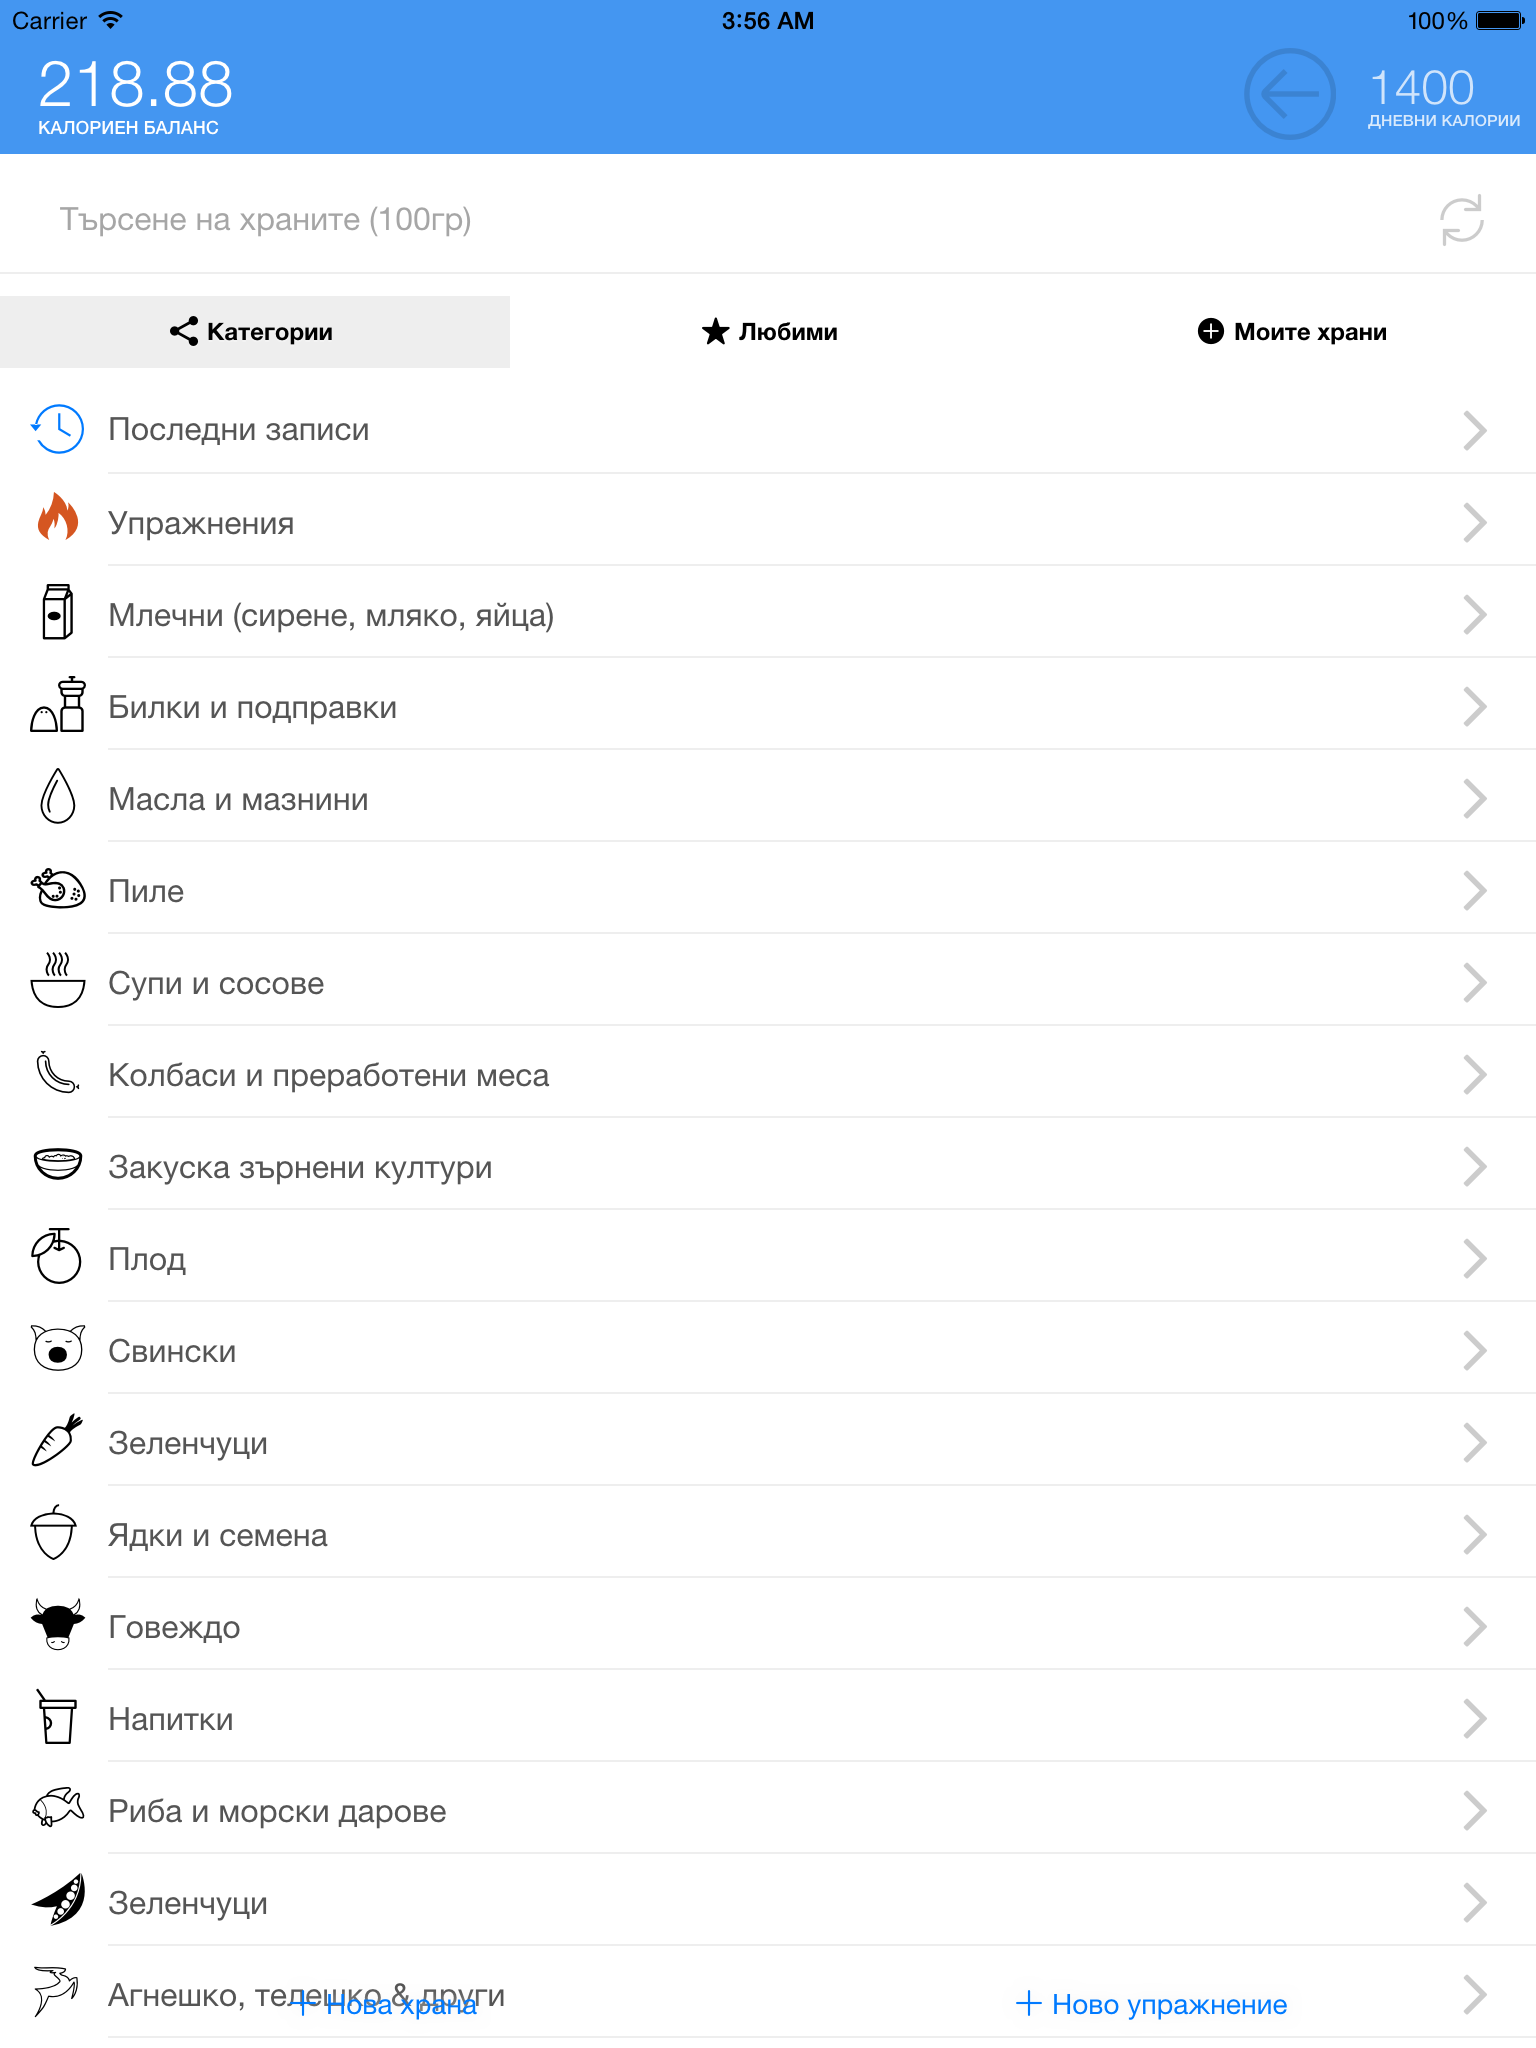 Carrier 3:56 AM 100%
218.88
КАЛОРИЕН БАЛАНС
1400
ДНЕВНИ КАЛОРИИ
Търсене на храните (100гр)
Категории Любими Моите храни
Последни записи
Упражнения
Млечни (сирене, мляко, яйца)
Билки и подправки
Масла и мазнини
Пиле
Супи и сосове
Колбаси и преработени меса
Закуска зърнени култури
Плод
Свински
Зеленчуци
Ядки и семена
Говеждо
Напитки
Риба и морски дарове
Зеленчуци
Агнешко, телешко & други
+ Нова храна + Ново упражнение